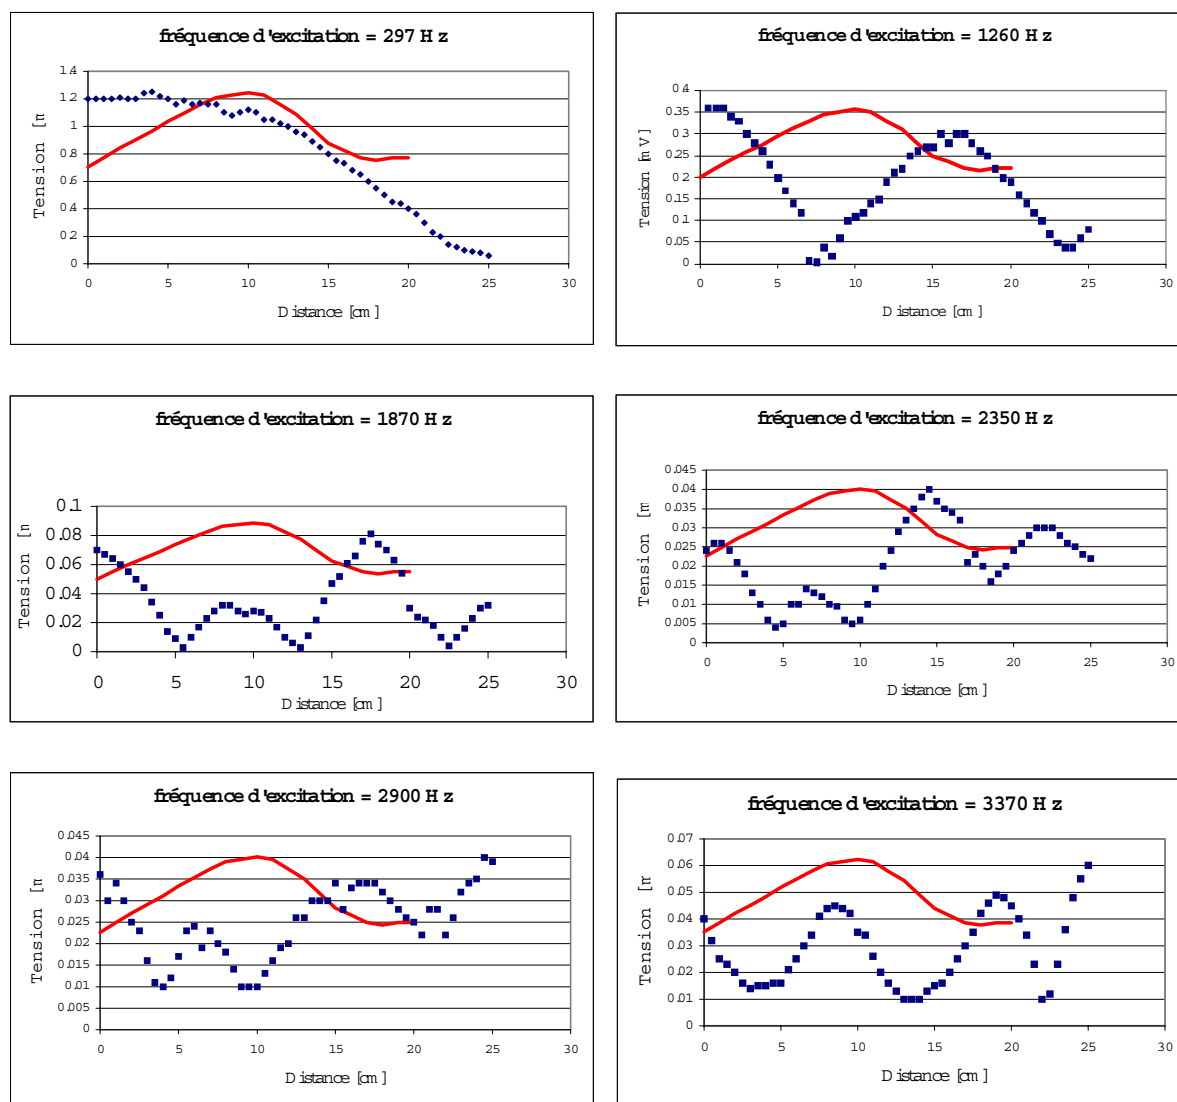 fréquence d'excitation = 297 Hz
Tension [m
1.4
1.2
1
0.8
0.6
0.4
0.2
0
0 5 10 15 20 25 30
Distance [cm]
fréquence d'excitation = 1260 Hz
Tension [mV]
0.4
0.35
0.3
0.25
0.2
0.15
0.1
0.05
0
0 5 10 15 20 25 30
Distance [cm]
fréquence d'excitation = 1870 Hz
Tension [m
0.1
0.08
0.06
0.04
0.02
0
0 5 10 15 20 25 30
Distance [cm]
fréquence d'excitation = 2350 Hz
Tension [m
0.045
0.04
0.035
0.03
0.025
0.02
0.015
0.01
0.005
0
0 5 10 15 20 25 30
Distance [cm]
fréquence d'excitation = 2900 Hz
Tension [m
0.045
0.04
0.035
0.03
0.025
0.02
0.015
0.01
0.005
0
0 5 10 15 20 25 30
Distance [cm]
fréquence d'excitation = 3370 Hz
Tension [m
0.07
0.06
0.05
0.04
0.03
0.02
0.01
0
0 5 10 15 20 25 30
Distance [cm]